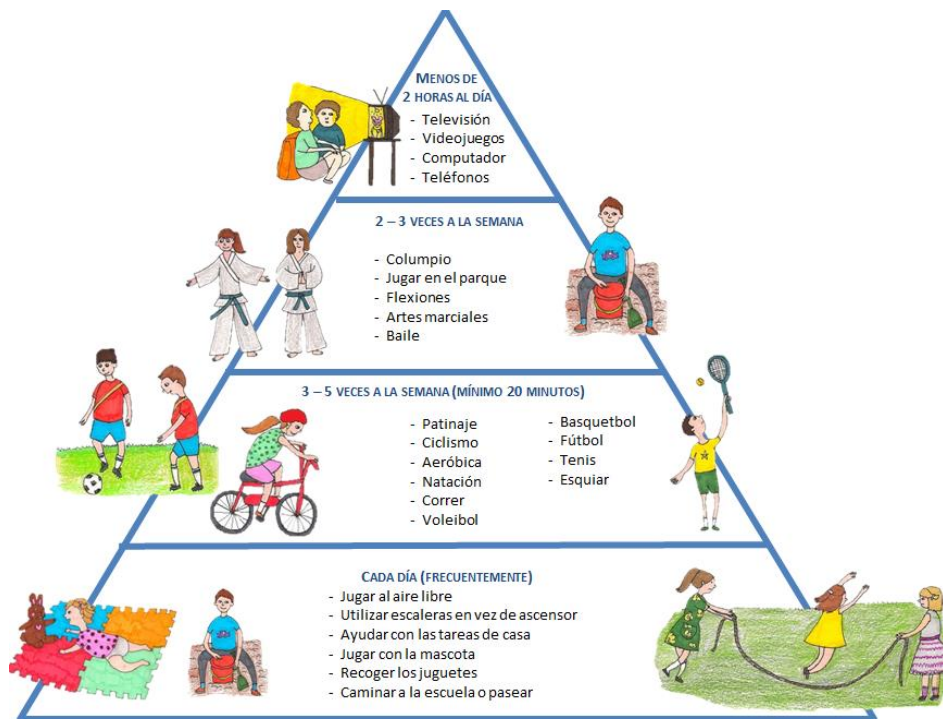 MENOS DE
2 HORAS AL DÍA
- Televisión
- Videojuegos
- Computador
- Teléfonos
2 – 3 VECES A LA SEMANA
- Columpio
- Jugar en el parque
- Flexiones
- Artes marciales
- Baile
3 – 5 VECES A LA SEMANA (MÍNIMO 20 MINUTOS)
- Patinaje
- Ciclismo
- Aeróbica
- Natación
- Correr
- Voleibol
- Basquetbol
- Fútbol
- Tenis
- Esquiar
CADA DÍA (FRECUENTEMENTE)
- Jugar al aire libre
- Utilizar escaleras en vez de ascensor
- Ayudar con las tareas de casa
- Jugar con la mascota
- Recoger los juguetes
- Caminar a la escuela o pasear